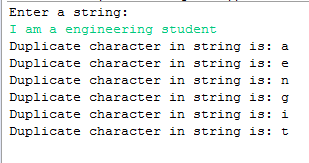 Enter a string:
I am a engineering student
Duplicate character in string is: a
Duplicate character in string is: e
Duplicate character in string is: n
Duplicate character in string is: g
Duplicate character in string is: i
Duplicate character in string is: t